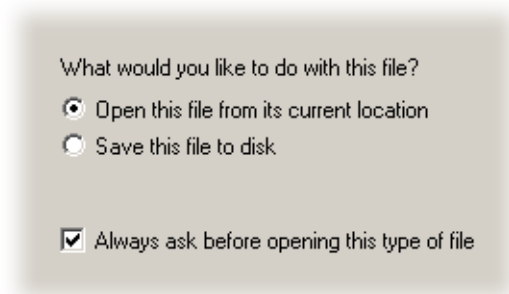 What would you like to do with this file?
Open this file from its current location
Save this file to disk
Always ask before opening this type of file